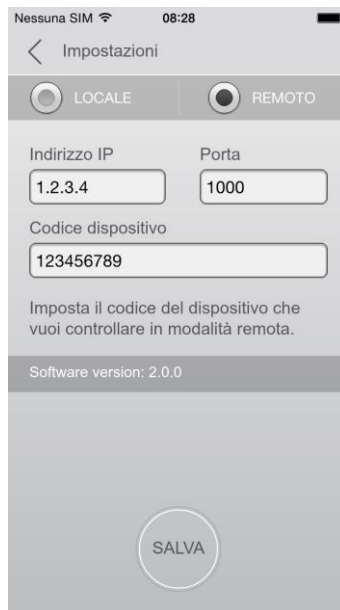 Nessuna SIM 08:28
Impostazioni
LOCALE REMOTO
Indirizzo IP Porta
1.2.3.4 1000
Codice dispositivo
123456789
Imposta il codice del dispositivo che
vuoi controllare in modalità remota.
Software version: 2.0.0
SALVA